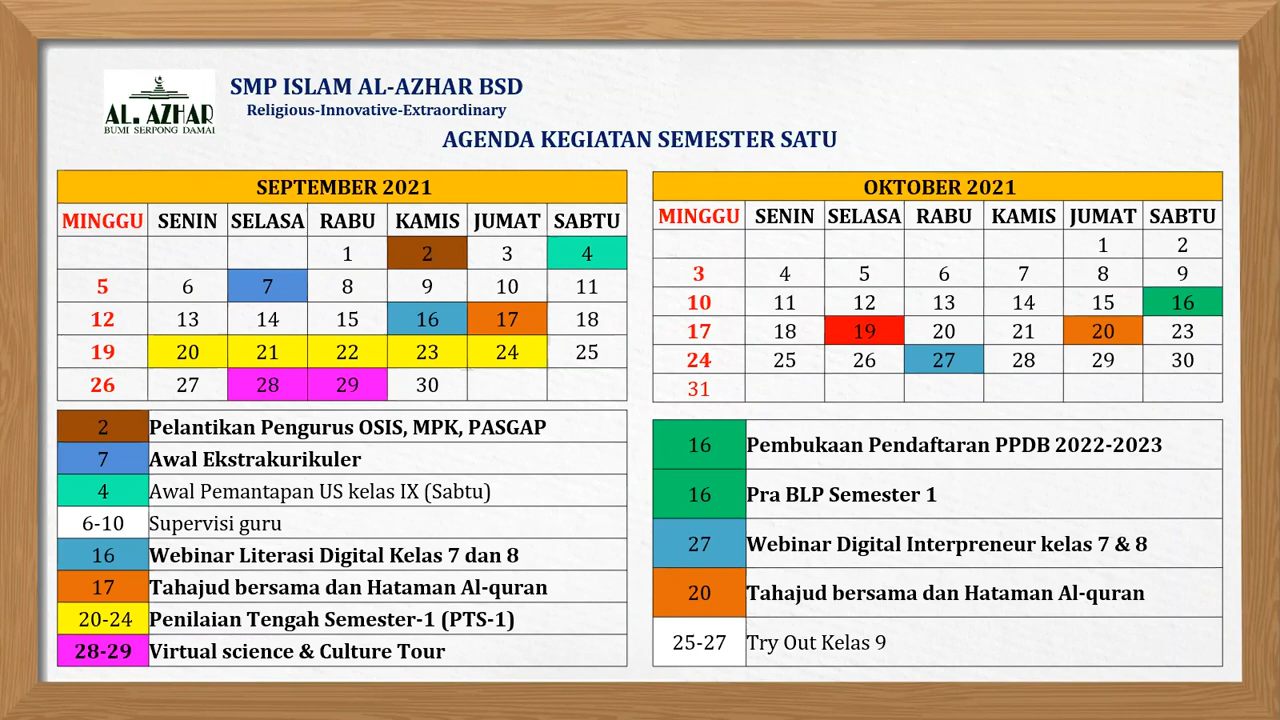 AL. AZHAR
BUMI SERPONG DAMAI
SMP ISLAM AL-AZHAR BSD
Religious-Innovative-Extraordinary
AGENDA KEGIATAN SEMESTER SATU
SEPTEMBER 2021
MINGGU SENIN SELASA RABU KAMIS JUMAT SABTU
1 2 3 4
5 6 7 8 9 10 11
12 13 14 15 16 17 18
19 20 21 22 23 24 25
26 27 28 29 30
2 Pelantikan Pengurus OSIS, MPK, PASGAP
7 Awal Ekstrakurikuler
4 Awal Pemantapan US kelas IX (Sabtu)
6-10 Supervisi guru
16 Webinar Literasi Digital Kelas 7 dan 8
17 Tahajud bersama dan Hataman Al-quran
20-24 Penilaian Tengah Semester-1 (PTS-1)
28-29 Virtual science & Culture Tour
OKTOBER 2021
MINGGU SENIN SELASA RABU KAMIS JUMAT SABTU
1 2
3 4 5 6 7 8 9
10 11 12 13 14 15 16
17 18 19 20 21 20 23
24 25 26 27 28 29 30
31
16 Pembukaan Pendaftaran PPDB 2022-2023
16 Pra BLP Semester 1
27 Webinar Digital Interpreneur kelas 7 & 8
20 Tahajud bersama dan Hataman Al-quran
25-27 Try Out Kelas 9